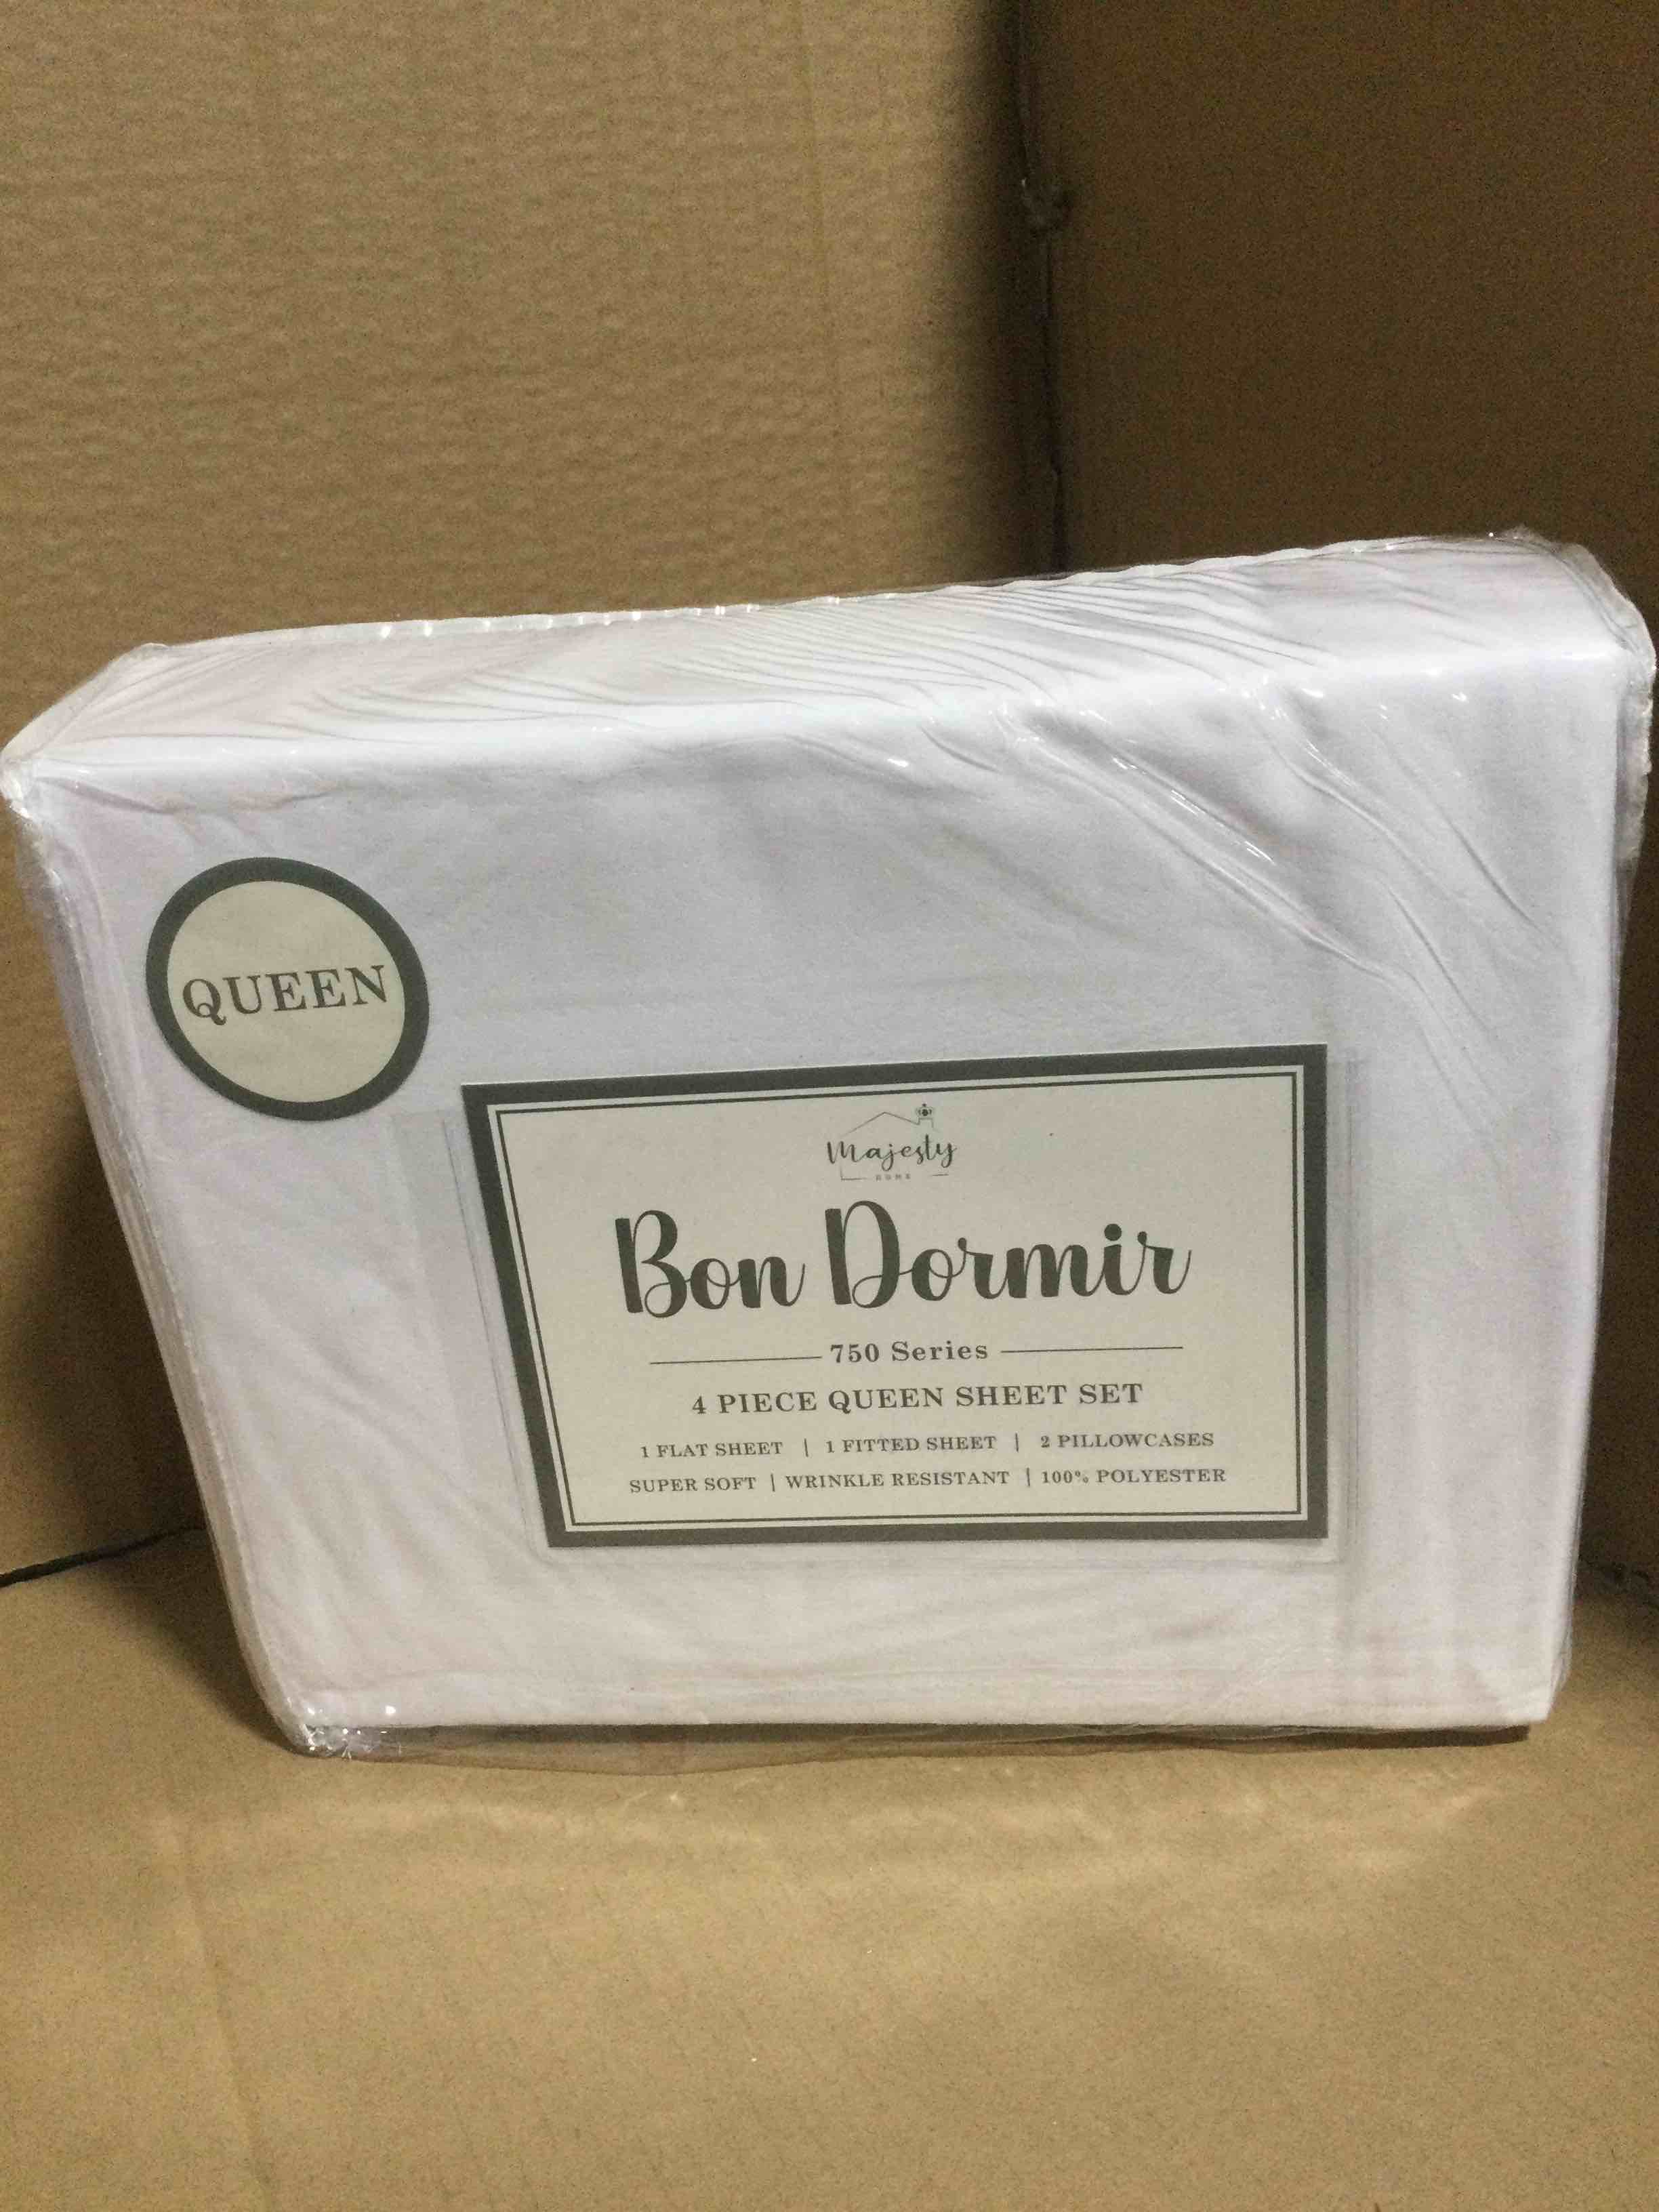 QUEEN
Majesty
HOME
Bon Dormir
750 Series
4 PIECE QUEEN SHEET SET
1 FLAT SHEET | 1 FITTED SHEET | 2 PILLOWCASES
SUPER SOFT | WRINKLE RESISTANT | 100% POLYESTER